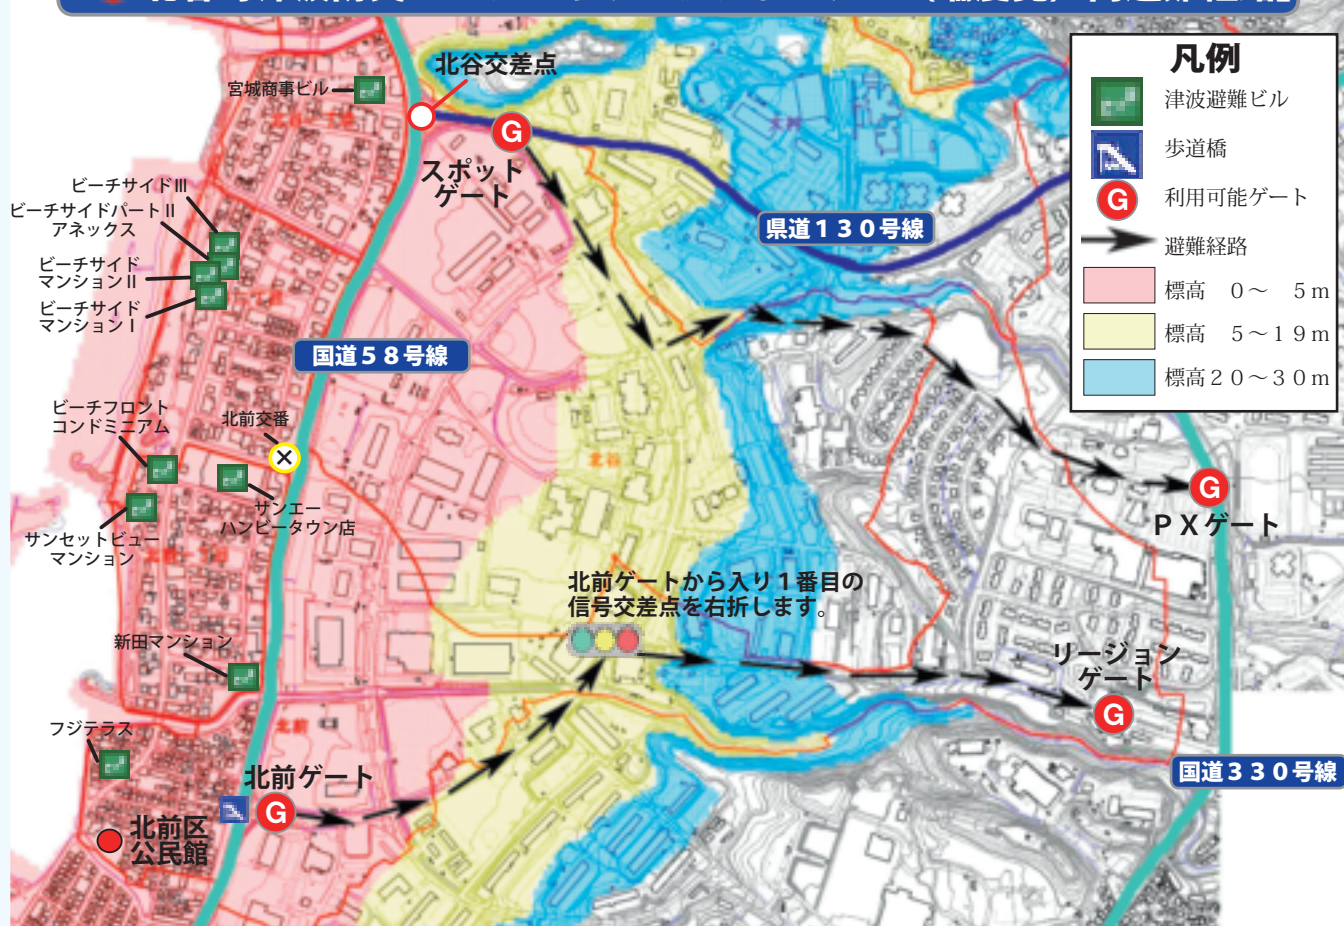 北谷交差点
宮城商事ビル
G
スポット
ゲート
ビーチサイドⅢ
ビーチサイドパートⅡ
アネックス
ビーチサイド
マンションⅡ
ビーチサイド
マンションⅠ
県道130号線
国道58号線
ビーチフロント
コンドミニアム
北前交番
サンエー
ハンビータウン店
サンセットビュー
マンション
北谷
G
PXゲート
北前ゲートから入り1番目の
信号交差点を右折します。
新田マンション
リージョン
ゲート
G
フジテラス
北前
北前ゲート
G
国道330号線
北前区
公民館
凡例
津波避難ビル
歩道橋
G
利用可能ゲート
避難経路
標高 0~ 5m
標高 5~19m
標高20~30m